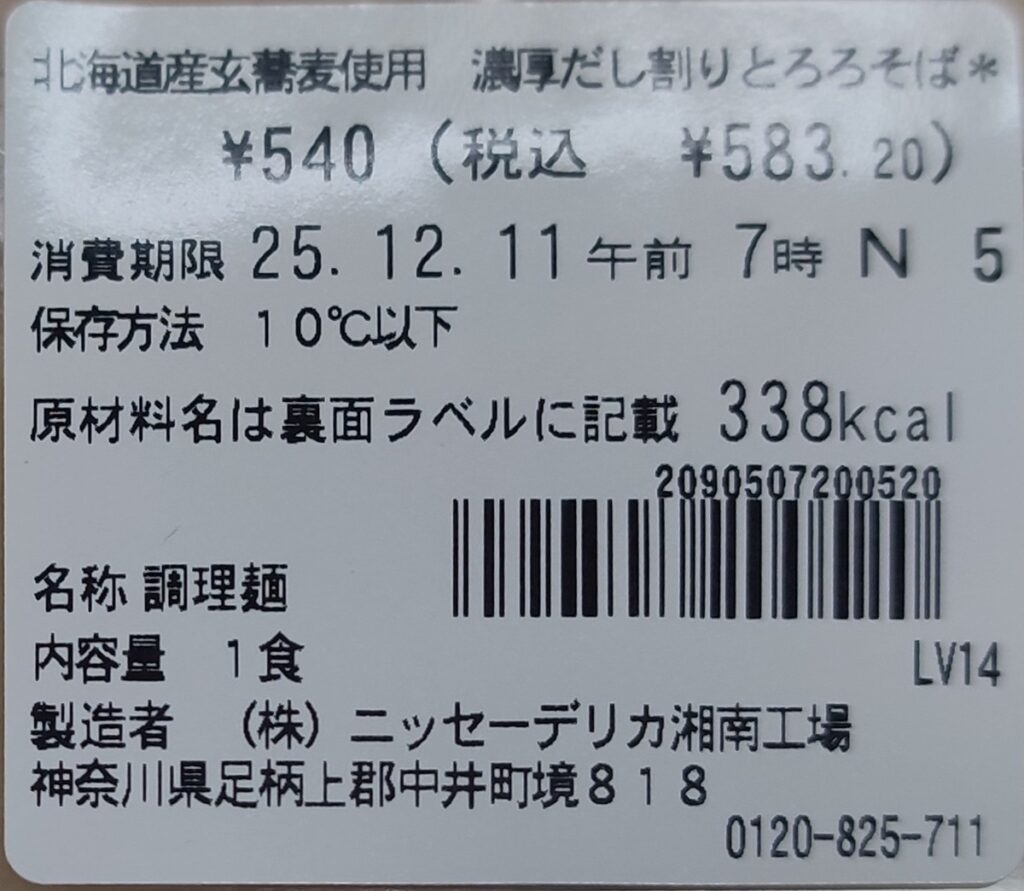 北海道産玄蕎麦使用　濃厚だし割りとろろそば*
¥540（税込　¥583.20）
消費期限 25.12.11 午前 7時 N 5
保存方法　10℃以下
原材料名は裏面ラベルに記載 338kcal
2090507200520
名称 調理麺
内容量　1食
LV14
製造者　（株）ニッセーデリカ湘南工場
神奈川県足柄上郡中井町境818
0120-825-711